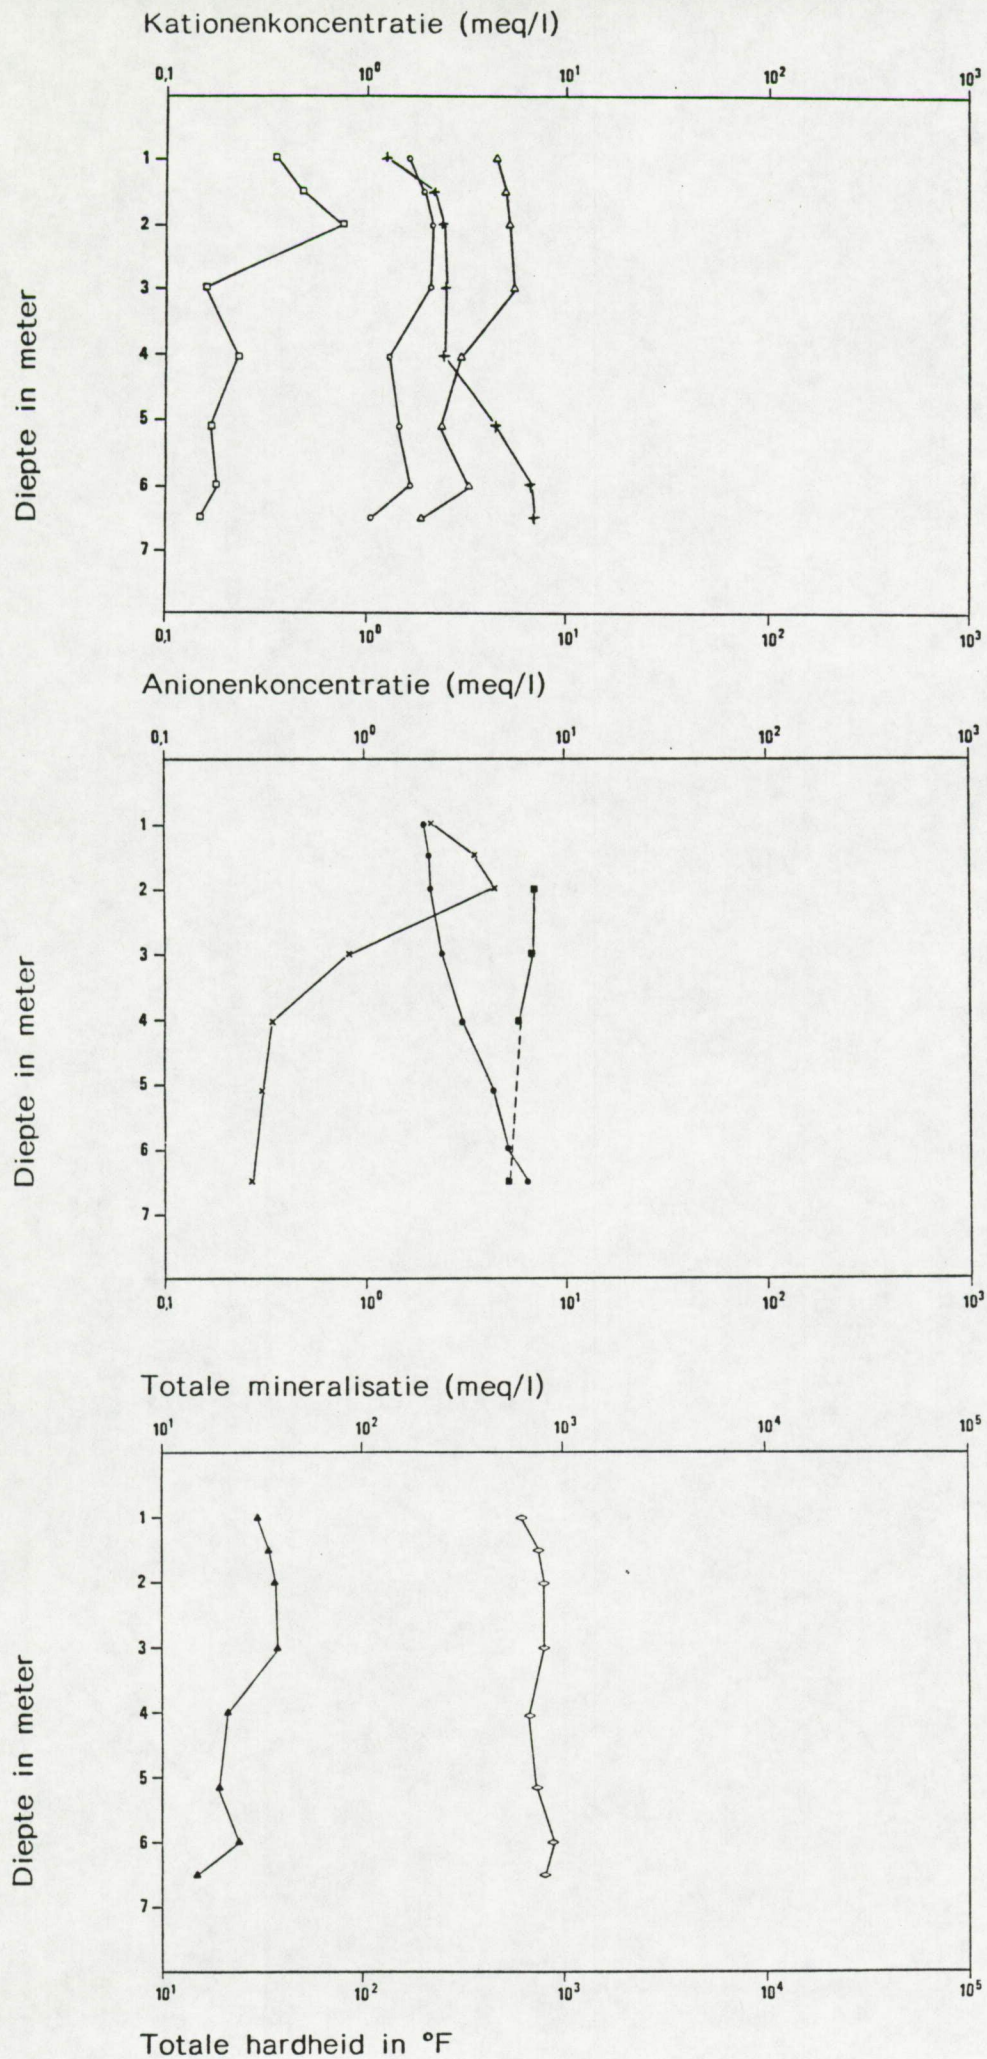 Kationenkoncentratie (meq/l)
0,1 10⁰ 10¹ 10² 10³
1
2
3
4
5
6
7
Diepte in meter
0,1 10⁰ 10¹ 10² 10³
Anionenkoncentratie (meq/l)
0,1 10⁰ 10¹ 10² 10³
1
2
3
4
5
6
7
Diepte in meter
0,1 10⁰ 10¹ 10² 10³
Totale mineralisatie (meq/l)
10¹ 10² 10³ 10⁴ 10⁵
1
2
3
4
5
6
7
Diepte in meter
10¹ 10² 10³ 10⁴ 10⁵
Totale hardheid in °F